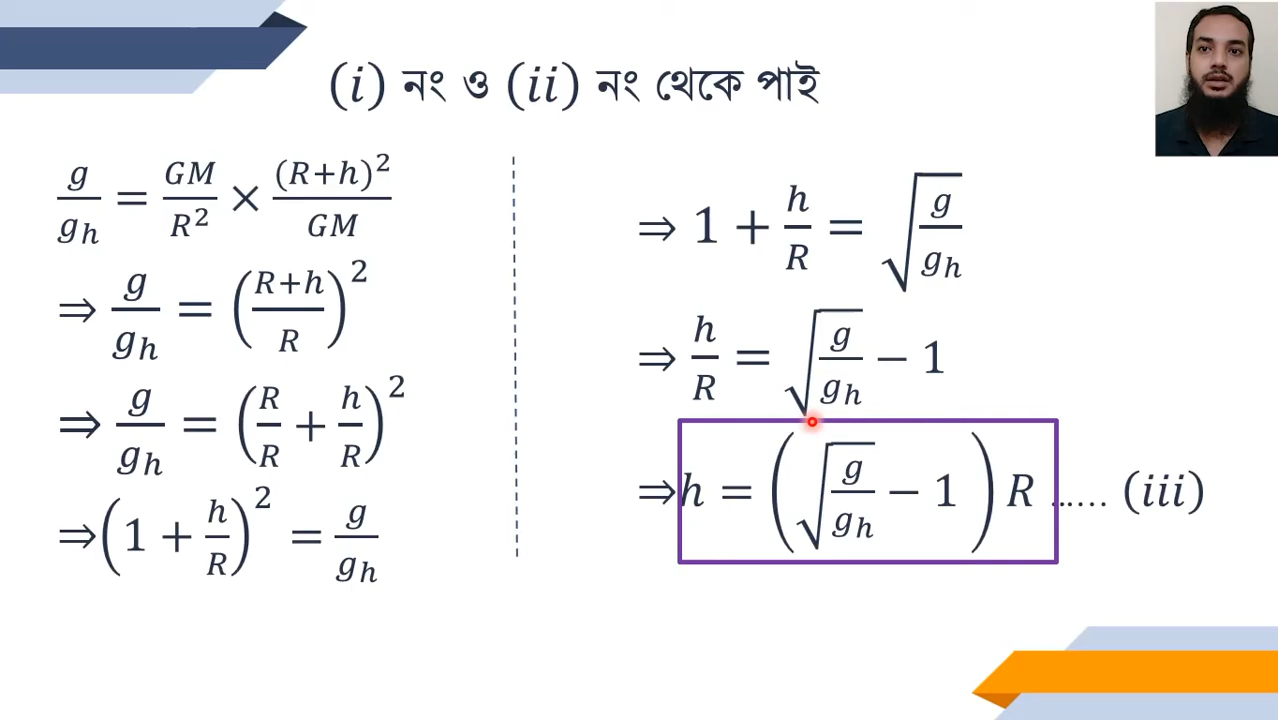 (i) নং ও (ii) নং থেকে পাই
g/g_h = GM/R² × (R+h)²/GM
⇒ g/g_h = ((R+h)/R)²
⇒ g/g_h = (R/R + h/R)²
⇒ (1 + h/R)² = g/g_h
⇒ 1 + h/R = √(g/g_h)
⇒ h/R = √(g/g_h) − 1
⇒ h = (√(g/g_h) − 1) R …… (iii)